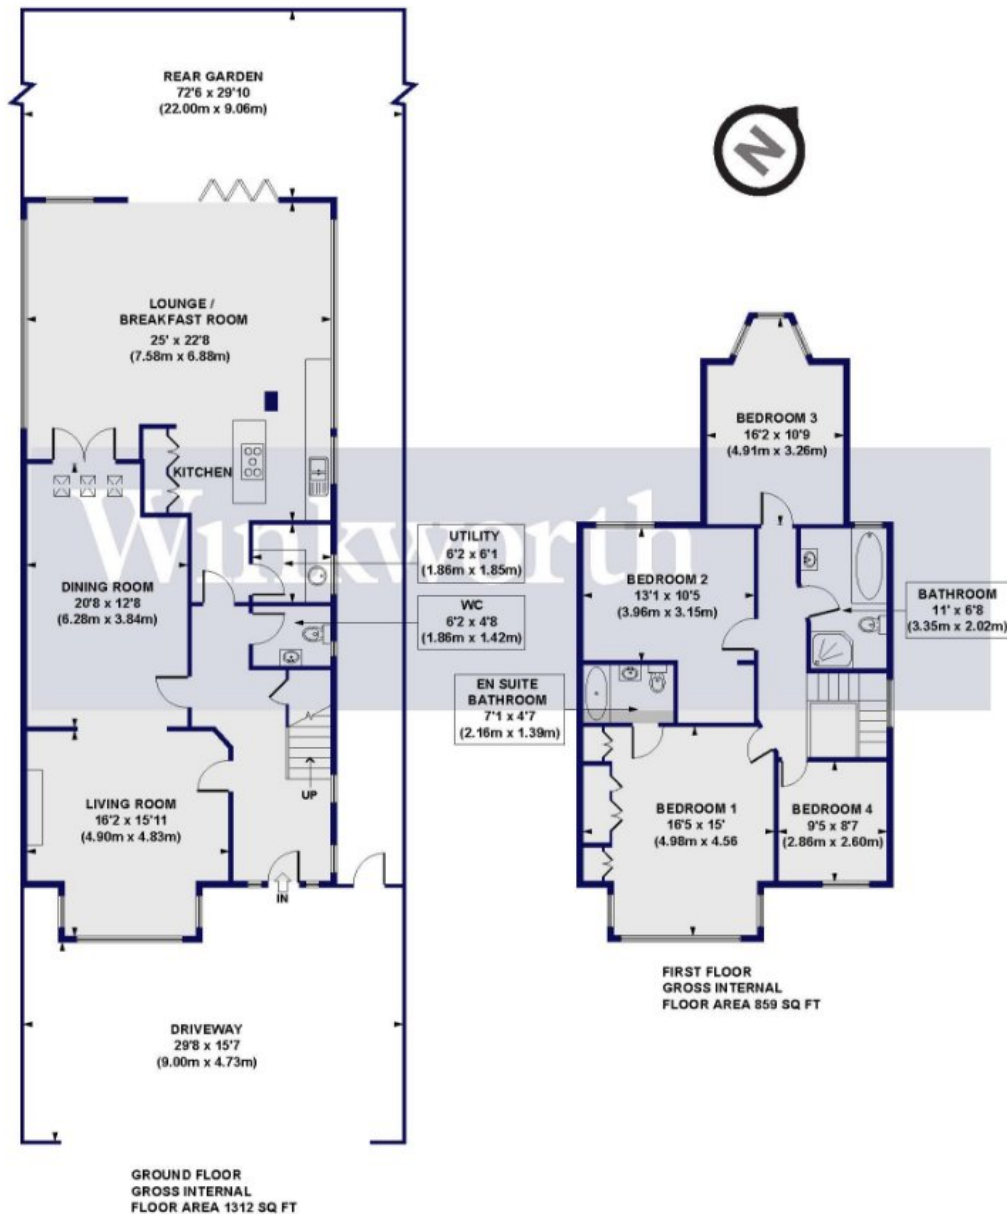 REAR GARDEN
72'6 x 29'10
(22.00m x 9.06m)
N
LOUNGE /
BREAKFAST ROOM
25' x 22'8
(7.58m x 6.88m)
KITCHEN
Winkworth
DINING ROOM
20'8 x 12'8
(6.28m x 3.84m)
UTILITY
6'2 x 6'1
(1.86m x 1.85m)
WC
6'2 x 4'8
(1.86m x 1.42m)
LIVING ROOM
16'2 x 15'11
(4.90m x 4.83m)
UP
IN
DRIVEWAY
29'8 x 15'7
(9.00m x 4.73m)
GROUND FLOOR
GROSS INTERNAL
FLOOR AREA 1312 SQ FT
BEDROOM 3
16'2 x 10'9
(4.91m x 3.26m)
BEDROOM 2
13'1 x 10'5
(3.96m x 3.15m)
BATHROOM
11' x 6'8
(3.35m x 2.02m)
EN SUITE
BATHROOM
7'1 x 4'7
(2.16m x 1.39m)
BEDROOM 1
16'5 x 15'
(4.98m x 4.56
BEDROOM 4
9'5 x 8'7
(2.86m x 2.60m)
FIRST FLOOR
GROSS INTERNAL
FLOOR AREA 859 SQ FT